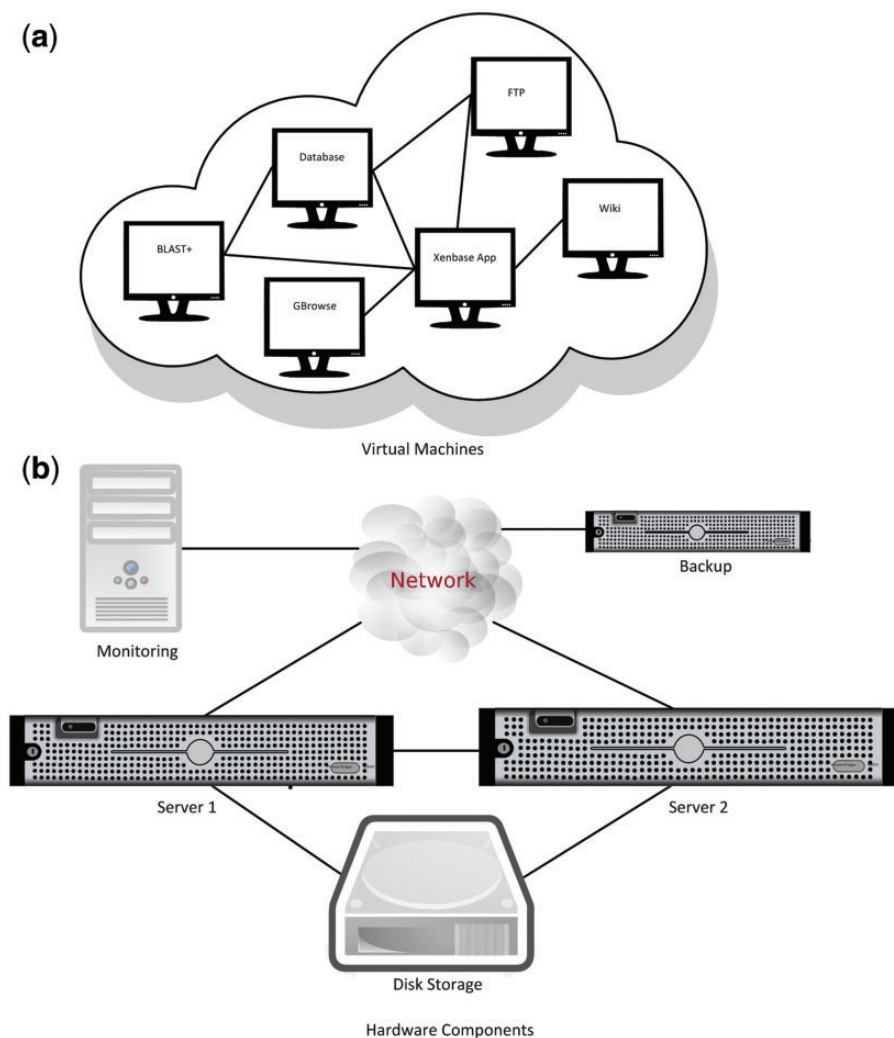 (a)
FTP
Database
Wiki
BLAST+
Xenbase App
GBrowse
Virtual Machines
(b)
Network
Backup
Monitoring
Server 1
Server 2
Disk Storage
Hardware Components